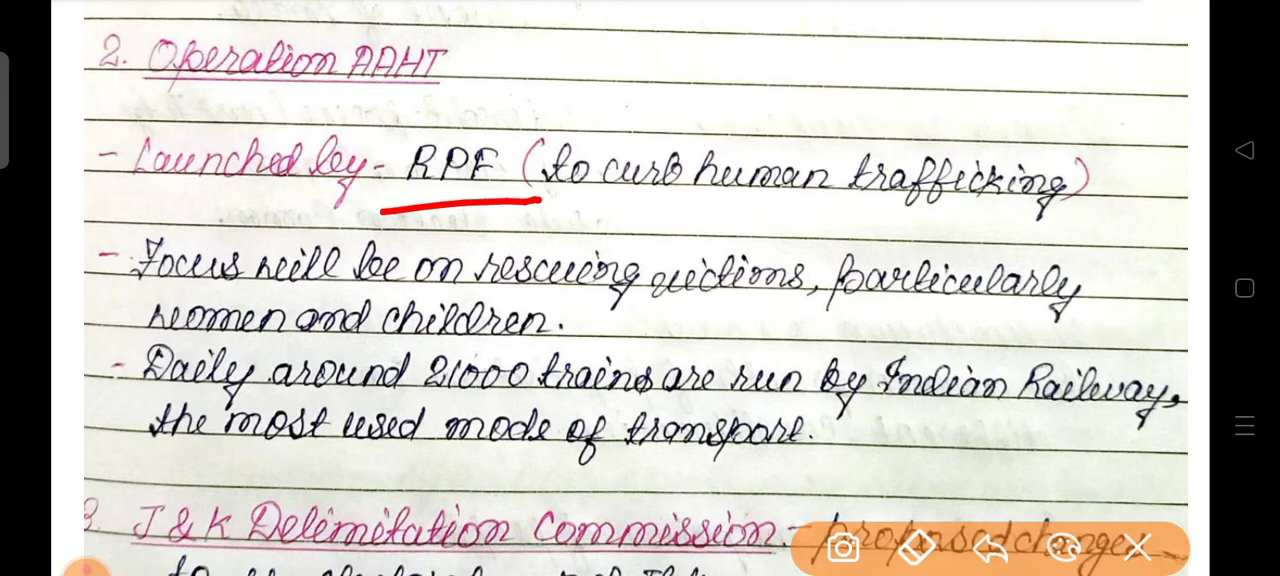 2. Operation AAHT
- Launched by - RPF (to curb human trafficking)
- Focus will be on rescueing victims, particularly
women and children.
- Daily around 21000 trains are run by Indian Railway,
the most used mode of transport.
3. J & K Delimitation Commission - proposed changes